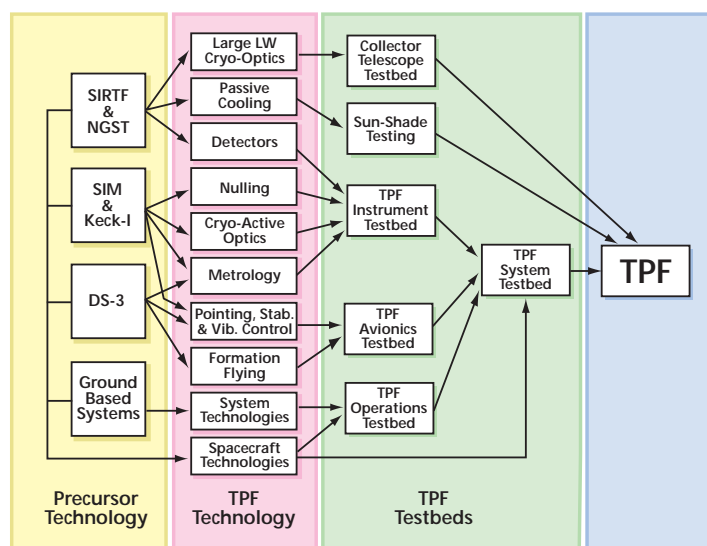 SIRTF
&
NGST
SIM
&
Keck-I
DS-3
Ground
Based
Systems
Precursor
Technology
Large LW
Cryo-Optics
Passive
Cooling
Detectors
Nulling
Cryo-Active
Optics
Metrology
Pointing, Stab.
& Vib. Control
Formation
Flying
System
Technologies
Spacecraft
Technologies
TPF
Technology
Collector
Telescope
Testbed
Sun-Shade
Testing
TPF
Instrument
Testbed
TPF
Avionics
Testbed
TPF
Operations
Testbed
TPF
System
Testbed
TPF
Testbeds
TPF